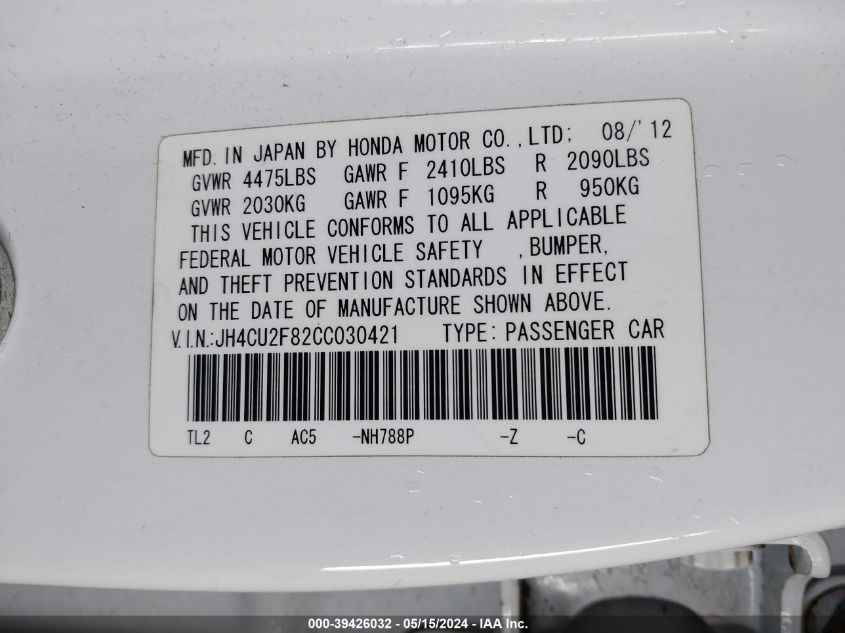 MFD. IN JAPAN BY HONDA MOTOR CO.,LTD; 08/'12
GVWR 4475LBS GAWR F 2410LBS R 2090LBS
GVWR 2030KG GAWR F 1095KG R 950KG
THIS VEHICLE CONFORMS TO ALL APPLICABLE
FEDERAL MOTOR VEHICLE SAFETY ,BUMPER,
AND THEFT PREVENTION STANDARDS IN EFFECT
ON THE DATE OF MANUFACTURE SHOWN ABOVE.
V.I.N.:JH4CU2F82CC030421 TYPE: PASSENGER CAR
TL2 C AC5 -NH788P -Z -C
000-39426032 - 05/15/2024 - IAA Inc.